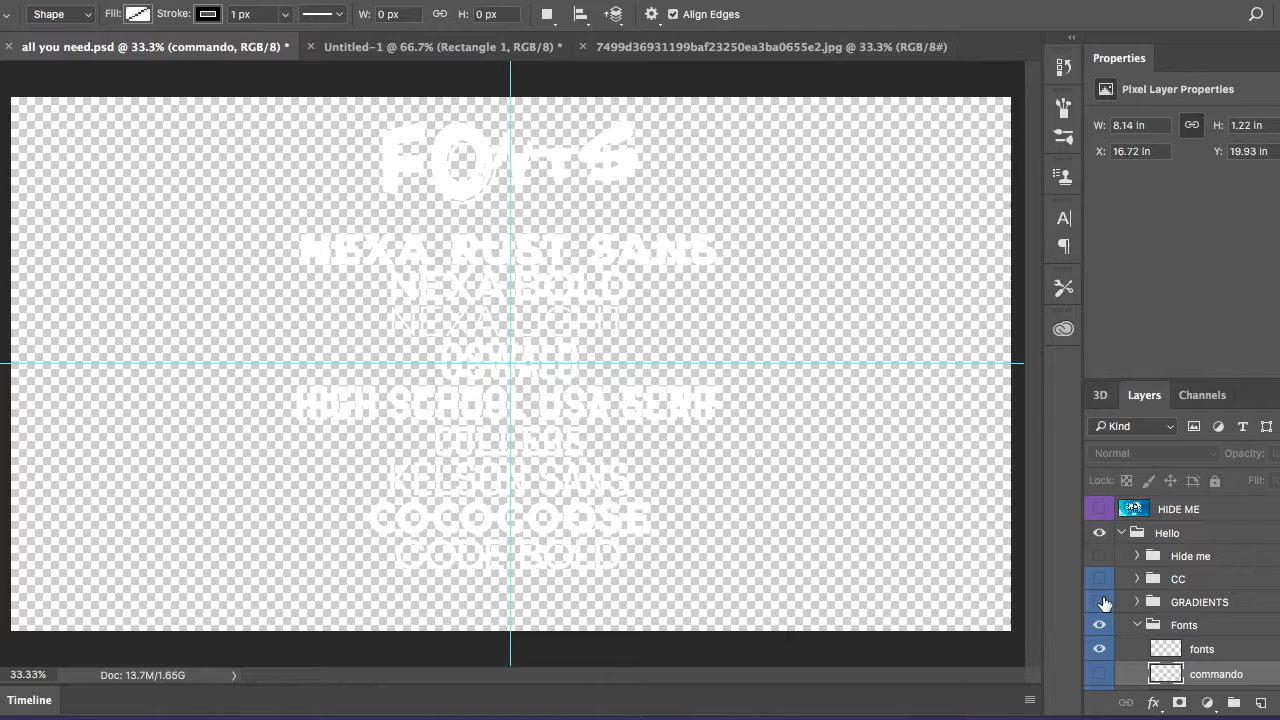 Shape Fill: Stroke: 1 px W: 0 px H: 0 px Align Edges
all you need.psd @ 33.3% (commando, RGB/8) * Untitled-1 @ 66.7% (Rectangle 1, RGB/8) * 7499d36931199baf23250ea3ba0655e2.jpg @ 33.3% (RGB/8#)
Properties
Pixel Layer Properties
W: 8.14 in H: 1.22 in
X: 16.72 in Y: 19.93 in
FOnTS
NEXA RUST SANS
NEXA BOLD
NEXA LIGHT
OSWALD
HIGH SCHOOL USA SERIF
COLLEGE
SANS
BOLD
3D Layers Channels
Kind
Normal Opacity:
Lock: Fill:
HIDE ME
Hello
Hide me
CC
GRADIENTS
Fonts
fonts
commando
33.33% Doc: 13.7M/1.65G
Timeline